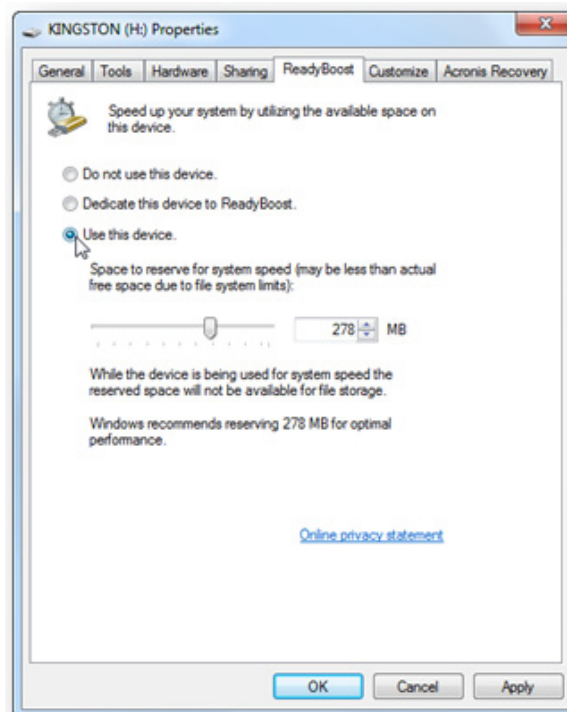 KINGSTON (H:) Properties
General Tools Hardware Sharing ReadyBoost Customize Acronis Recovery
Speed up your system by utilizing the available space on
this device.
Do not use this device.
Dedicate this device to ReadyBoost.
Use this device.
Space to reserve for system speed (may be less than actual
free space due to file system limits):
278 MB
While the device is being used for system speed the
reserved space will not be available for file storage.
Windows recommends reserving 278 MB for optimal
performance.
Online privacy statement
OK Cancel Apply